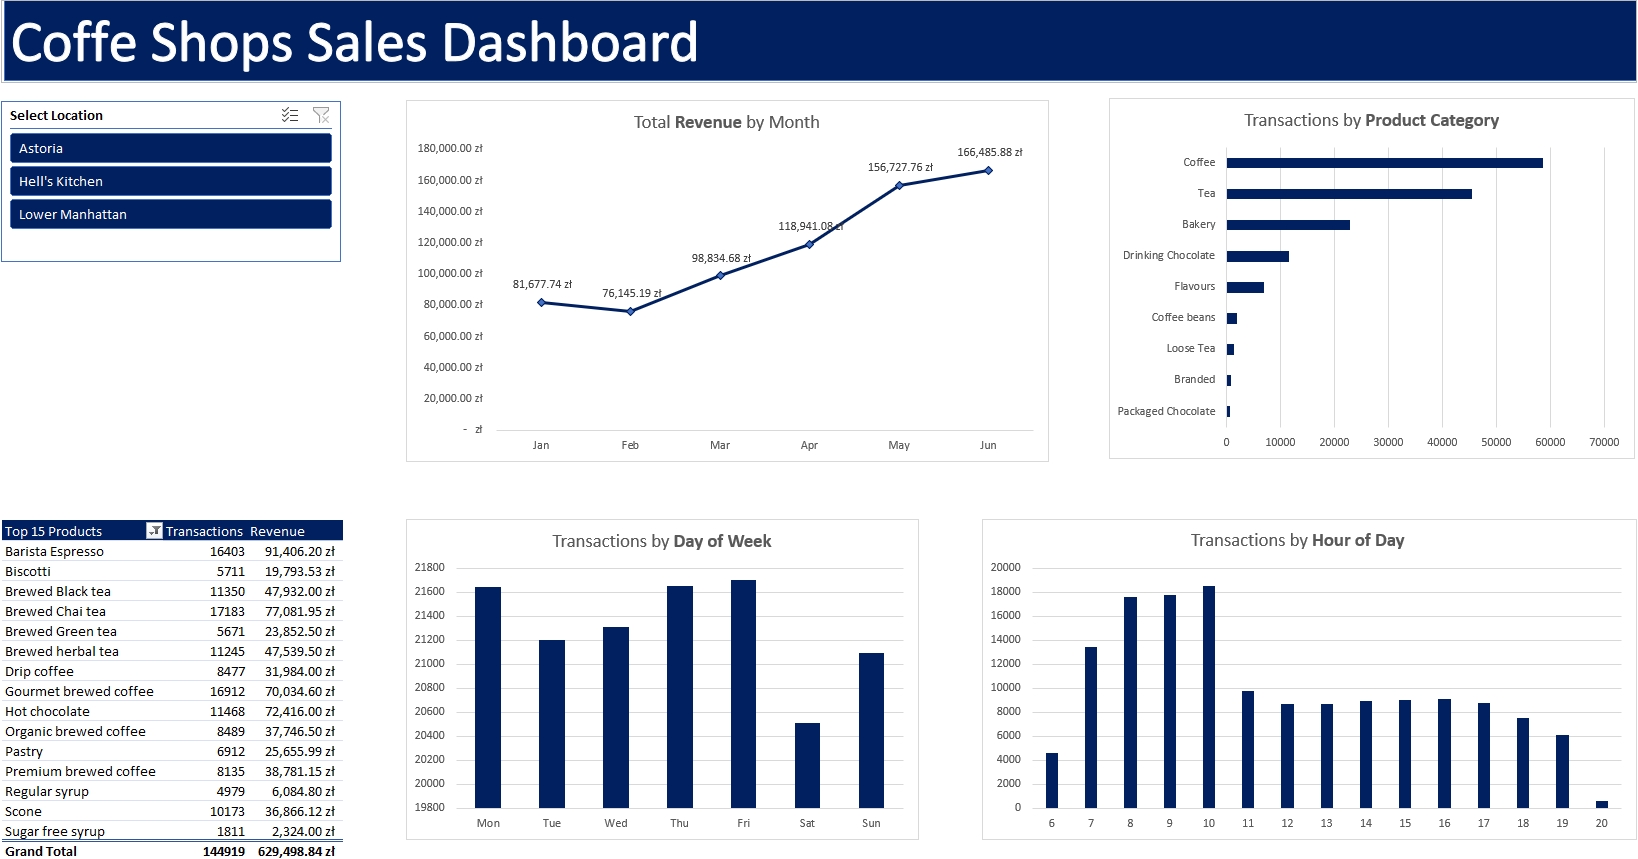 Coffe Shops Sales Dashboard
Select Location
Astoria
Hell's Kitchen
Lower Manhattan
Total Revenue by Month
180,000.00 zł
160,000.00 zł
140,000.00 zł
120,000.00 zł
100,000.00 zł
80,000.00 zł
60,000.00 zł
40,000.00 zł
20,000.00 zł
- zł
81,677.74 zł
76,145.19 zł
98,834.68 zł
118,941.08 zł
156,727.76 zł
166,485.88 zł
Jan Feb Mar Apr May Jun
Transactions by Product Category
Coffee
Tea
Bakery
Drinking Chocolate
Flavours
Coffee beans
Loose Tea
Branded
Packaged Chocolate
0 10000 20000 30000 40000 50000 60000 70000
Top 15 Products Transactions Revenue
Barista Espresso 16403 91,406.20 zł
Biscotti 5711 19,793.53 zł
Brewed Black tea 11350 47,932.00 zł
Brewed Chai tea 17183 77,081.95 zł
Brewed Green tea 5671 23,852.50 zł
Brewed herbal tea 11245 47,539.50 zł
Drip coffee 8477 31,984.00 zł
Gourmet brewed coffee 16912 70,034.60 zł
Hot chocolate 11468 72,416.00 zł
Organic brewed coffee 8489 37,746.50 zł
Pastry 6912 25,655.99 zł
Premium brewed coffee 8135 38,781.15 zł
Regular syrup 4979 6,084.80 zł
Scone 10173 36,866.12 zł
Sugar free syrup 1811 2,324.00 zł
Grand Total 144919 629,498.84 zł
Transactions by Day of Week
21800
21600
21400
21200
21000
20800
20600
20400
20200
20000
19800
Mon Tue Wed Thu Fri Sat Sun
Transactions by Hour of Day
20000
18000
16000
14000
12000
10000
8000
6000
4000
2000
0
6 7 8 9 10 11 12 13 14 15 16 17 18 19 20